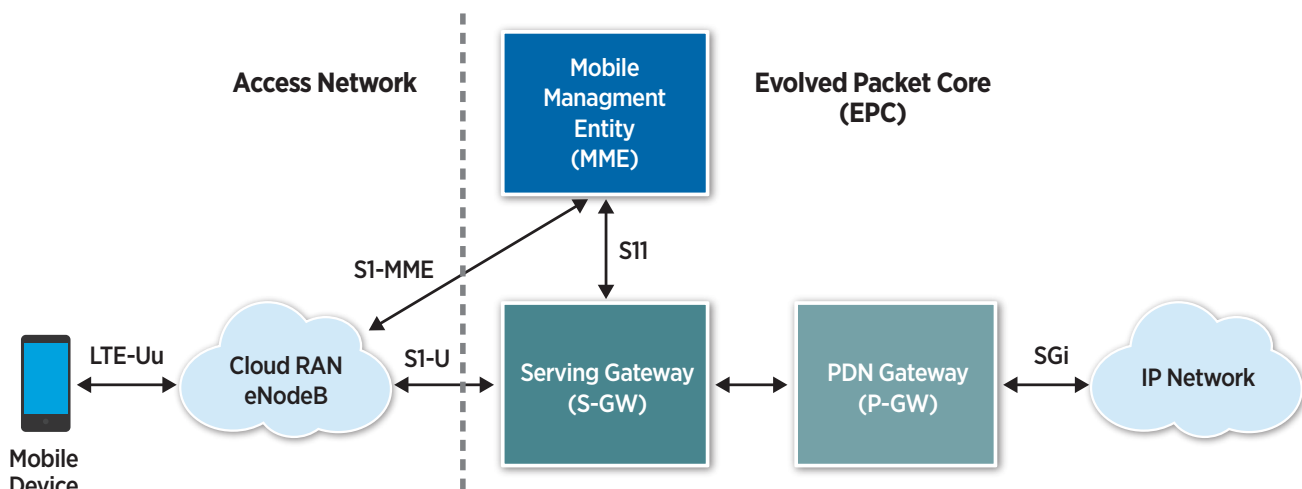 Access Network
Mobile
Managment
Entity
(MME)
Evolved Packet Core
(EPC)
S1-MME
S11
LTE-Uu
Cloud RAN
eNodeB
S1-U
Serving Gateway
(S-GW)
PDN Gateway
(P-GW)
SGi
IP Network
Mobile
Device